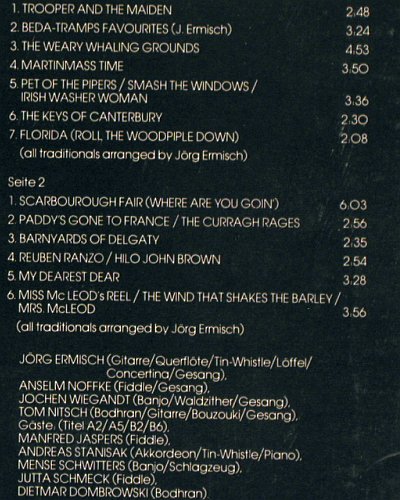 1. TROOPER AND THE MAIDEN 2.48
2. BEDA-TRAMPS FAVOURITES (J. Ermisch) 3.24
3. THE WEARY WHALING GROUNDS 4.53
4. MARTINMASS TIME 3.50
5. PET OF THE PIPERS / SMASH THE WINDOWS /
IRISH WASHER WOMAN 3.36
6. THE KEYS OF CANTERBURY 2.30
7. FLORIDA (ROLL THE WOODPIPLE DOWN) 2.08
(all traditionals arranged by Jörg Ermisch)
Seite 2
1. SCARBOUROUGH FAIR (WHERE ARE YOU GOIN') 6.03
2. PADDY'S GONE TO FRANCE / THE CURRAGH RAGES 2.56
3. BARNYARDS OF DELGATY 2.35
4. REUBEN RANZO / HILO JOHN BROWN 2.54
5. MY DEAREST DEAR 3.28
6. MISS Mc LEOD's REEL / THE WIND THAT SHAKES THE BARLEY /
MRS. McLEOD 3.56
(all traditionals arranged by Jörg Ermisch)
JÖRG ERMISCH (Gitarre/Querflöte/Tin-Whistle/Löffel/
Concertina/Gesang),
ANSELM NOFFKE (Fiddle/Gesang),
JOCHEN WIEGANDT (Banjo/Waldzither/Gesang),
TOM NITSCH (Bodhran/Gitarre/Bouzouki/Gesang),
Gäste: (Titel A2/A5/B2/B6),
MANFRED JASPERS (Fiddle),
ANDREAS STANISAK (Akkordeon/Tin-Whistle/Piano),
MENSE SCHWITTERS (Banjo/Schlagzeug),
JUTTA SCHMECK (Fiddle),
DIETMAR DOMBROWSKI (Bodhran)